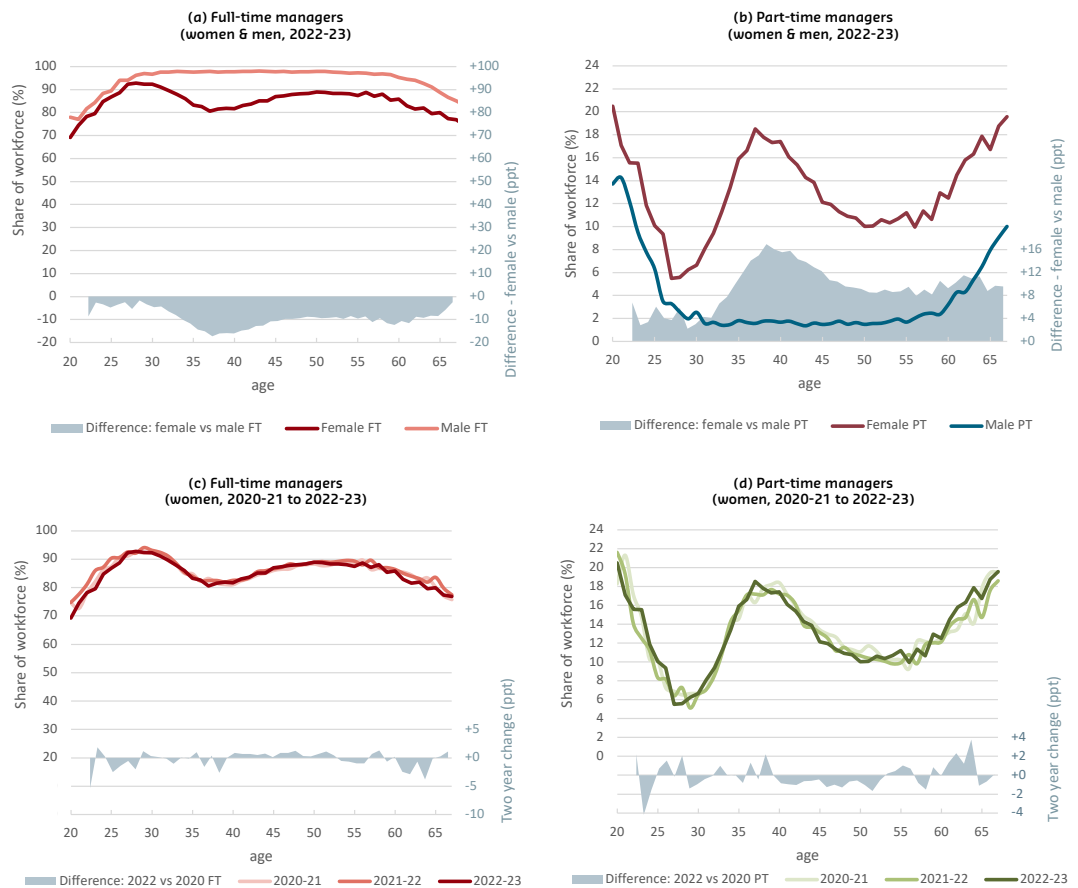 (a) Full-time managers
(women & men, 2022-23)
100
90
80
70
60
50
40
30
20
10
0
-10
-20
+100
+90
+80
+70
+60
+50
+40
+30
+20
+10
+0
-10
-20
Share of workforce (%)
Difference - female vs male (ppt)
20 25 30 35 40 45 50 55 60 65
age
Difference: female vs male FT Female FT Male FT
(b) Part-time managers
(women & men, 2022-23)
24
22
20
18
16
14
12
10
8
6
4
2
0
+16
+12
+8
+4
+0
Share of workforce (%)
Difference - female vs male (ppt)
20 25 30 35 40 45 50 55 60 65
age
Difference: female vs male PT Female PT Male PT
(c) Full-time managers
(women, 2020-21 to 2022-23)
100
90
80
70
60
50
40
30
20
+5
+0
-5
-10
Share of workforce (%)
Two year change (ppt)
20 25 30 35 40 45 50 55 60 65
age
Difference: 2022 vs 2020 FT 2020-21 2021-22 2022-23
(d) Part-time managers
(women, 2020-21 to 2022-23)
24
22
20
18
16
14
12
10
8
6
4
0
+4
+2
+0
-2
-4
Share of workforce (%)
Two year change (ppt)
20 25 30 35 40 45 50 55 60 65
age
Difference: 2022 vs 2020 PT 2020-21 2021-22 2022-23